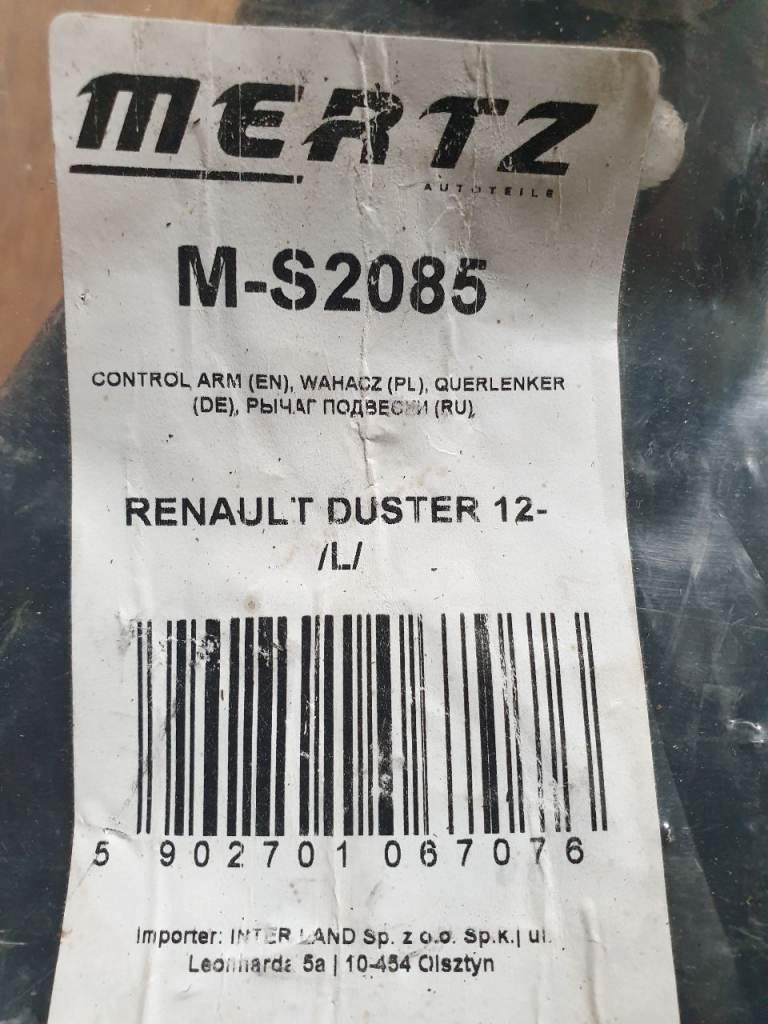 MERTZ
AUTOTEILE
M-S2085
CONTROL ARM (EN), WAHACZ (PL), QUERLENKER
(DE), РЫЧАГ ПОДВЕСКИ (RU),
RENAULT DUSTER 12-
/L/
5 902701 067076
Importer: INTER LAND Sp. z o.o. Sp.k.| ul.
Leonharda 5a | 10-454 Olsztyn